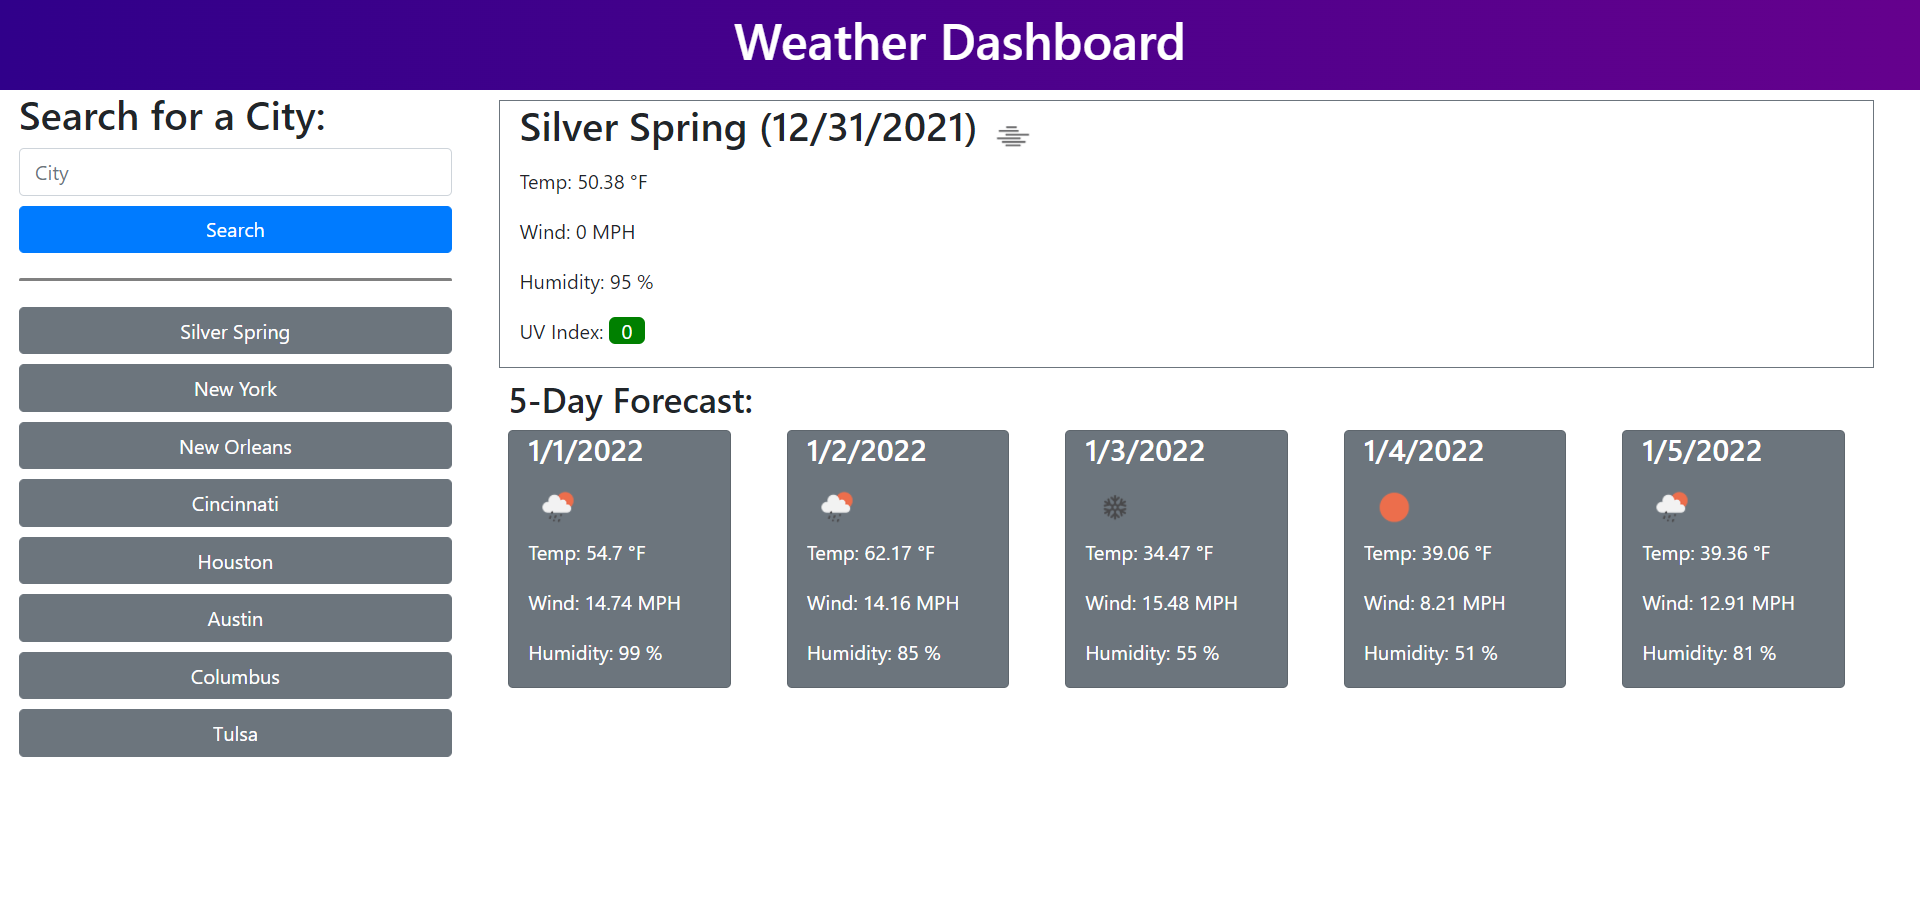 Weather Dashboard
Search for a City:
City
Search
Silver Spring
New York
New Orleans
Cincinnati
Houston
Austin
Columbus
Tulsa
Silver Spring (12/31/2021)
Temp: 50.38 °F
Wind: 0 MPH
Humidity: 95 %
UV Index: 0
5-Day Forecast:
1/1/2022
Temp: 54.7 °F
Wind: 14.74 MPH
Humidity: 99 %
1/2/2022
Temp: 62.17 °F
Wind: 14.16 MPH
Humidity: 85 %
1/3/2022
Temp: 34.47 °F
Wind: 15.48 MPH
Humidity: 55 %
1/4/2022
Temp: 39.06 °F
Wind: 8.21 MPH
Humidity: 51 %
1/5/2022
Temp: 39.36 °F
Wind: 12.91 MPH
Humidity: 81 %